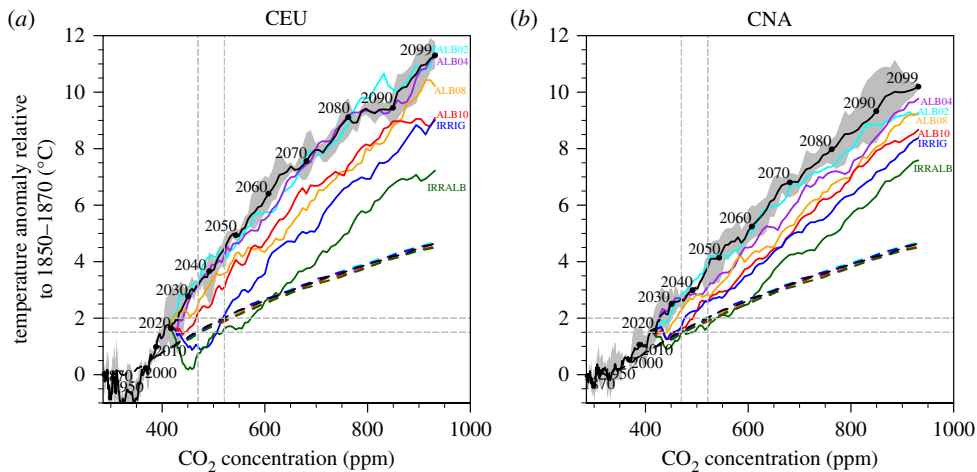 (a) CEU
12
10
8
6
4
2
0
temperature anomaly relative
to 1850–1870 (°C)
2099
2090
2080
2070
2060
2050
2040
2030
2020
2010
2000
ALB02
ALB04
ALB08
ALB10
IRRIG
IRRALB
400 600 800 1000
CO2 concentration (ppm)
(b) CNA
12
10
8
6
4
2
0
2099
2090
2080
2070
2060
2050
2040
2030
2020
2010
2000
ALB04
ALB02
ALB08
ALB10
IRRIG
IRRALB
400 600 800 1000
CO2 concentration (ppm)